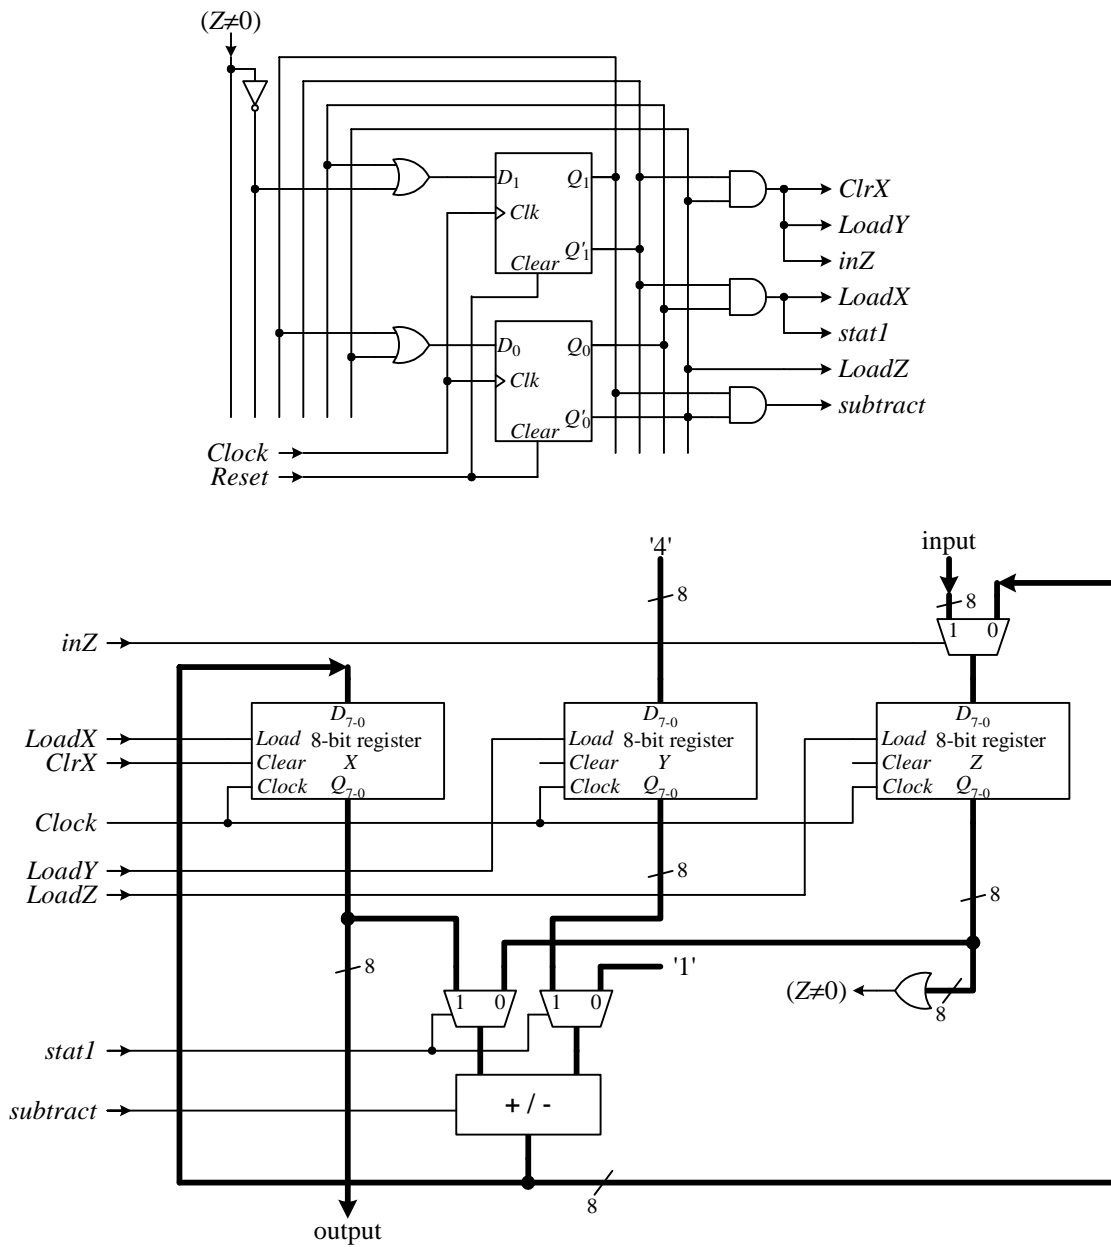 (Z≠0)
D₁
Q₁
Clk
Q'₁
Clear
D₀
Q₀
Clk
Q'₀
Clear
ClrX
LoadY
inZ
LoadX
stat1
LoadZ
subtract
Clock
Reset
'4'
input
8
8
1 0
inZ
D₇₋₀
Load 8-bit register
Clear X
Clock Q₇₋₀
D₇₋₀
Load 8-bit register
Clear Y
Clock Q₇₋₀
D₇₋₀
Load 8-bit register
Clear Z
Clock Q₇₋₀
LoadX
ClrX
Clock
LoadY
LoadZ
8
8
8
'1'
1 0
1 0
(Z≠0)
8
stat1
subtract
+ / -
8
output